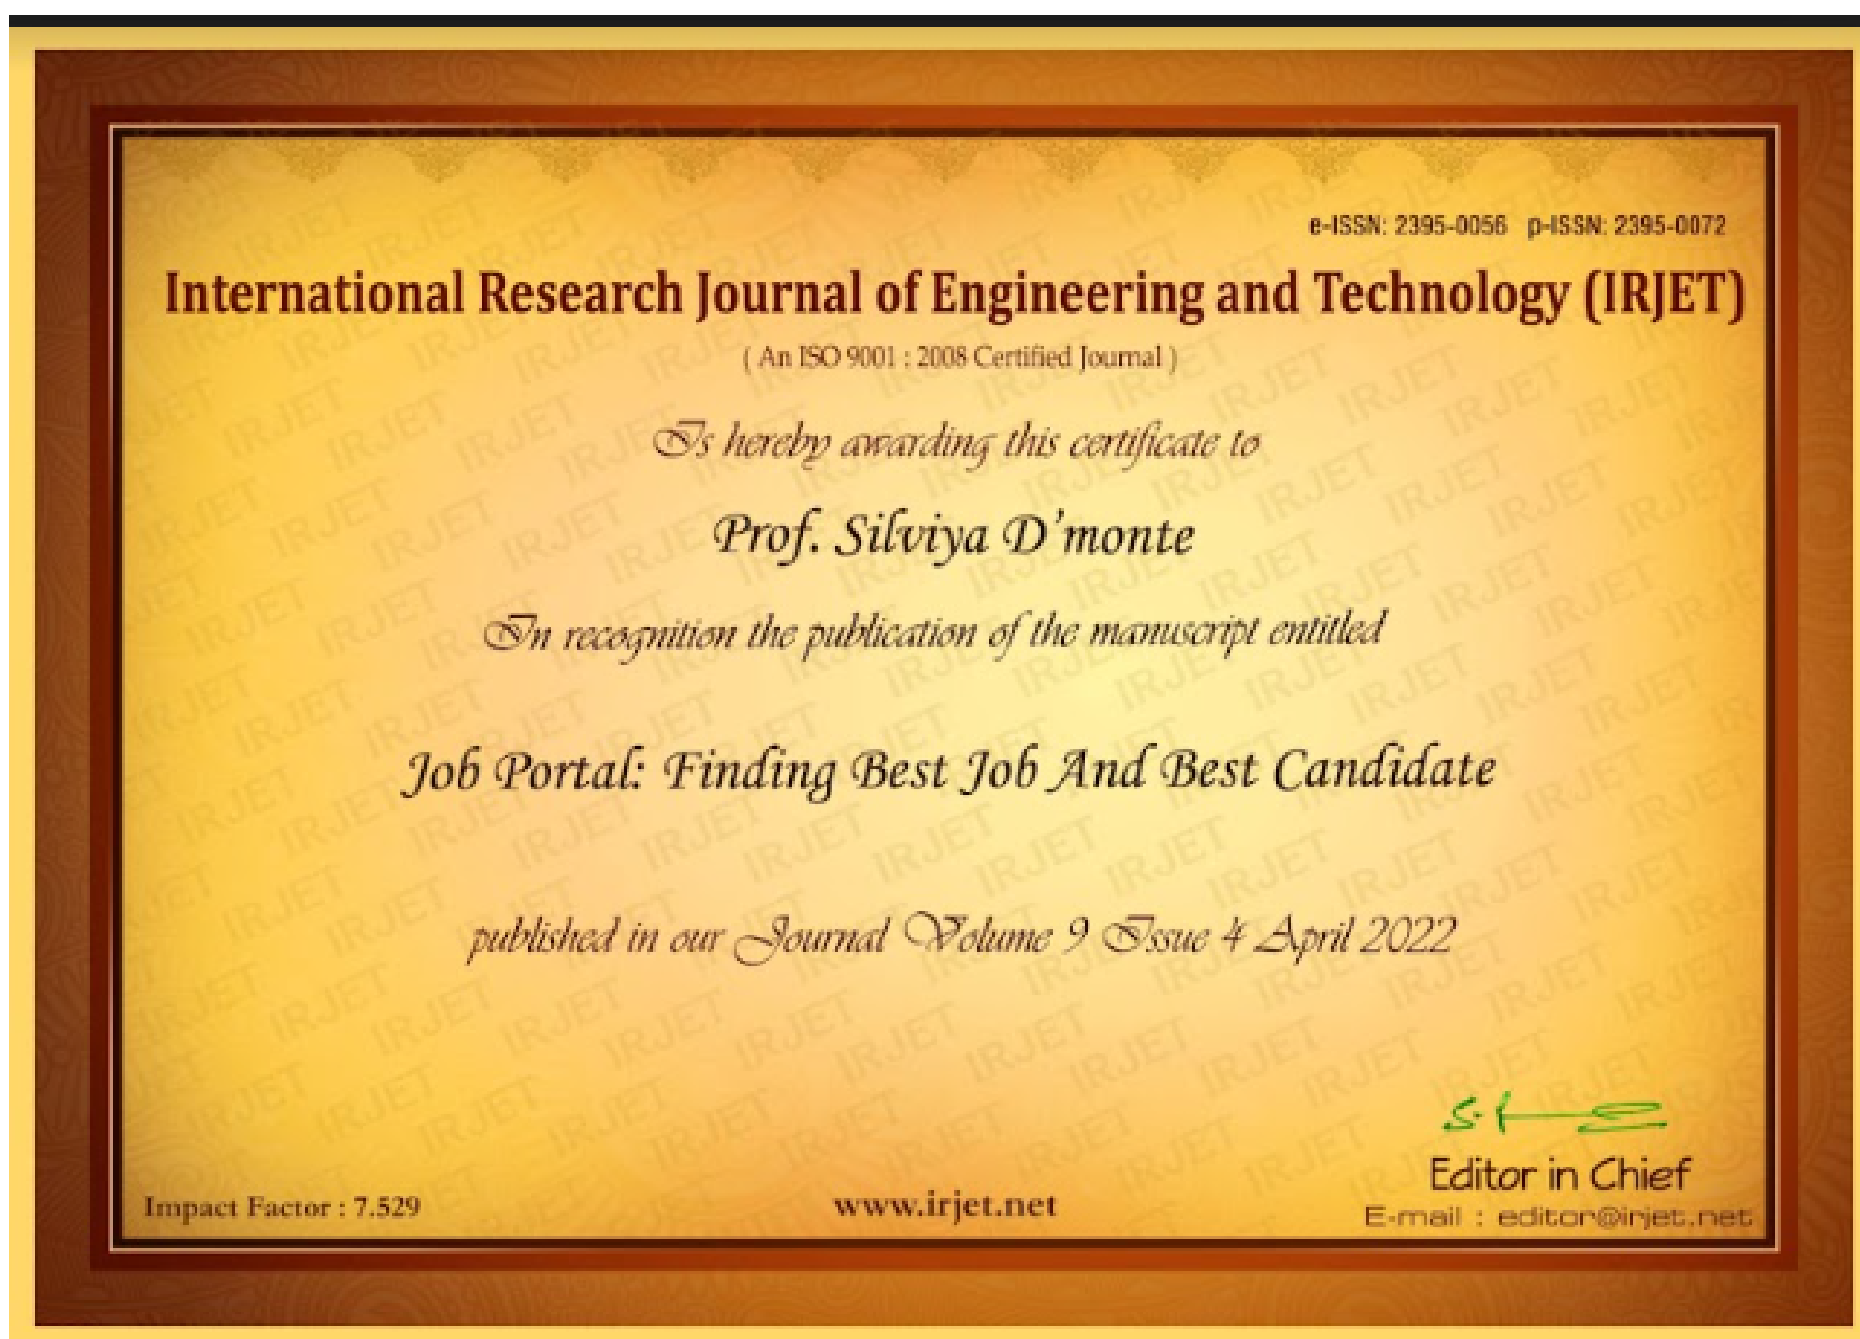 e-ISSN: 2395-0056 p-ISSN: 2395-0072
International Research Journal of Engineering and Technology (IRJET)
( An ISO 9001 : 2008 Certified Journal )
Is hereby awarding this certificate to
Prof. Silviya D'monte
In recognition the publication of the manuscript entitled
Job Portal: Finding Best Job And Best Candidate
published in our Journal Volume 9 Issue 4 April 2022
Editor in Chief
Impact Factor : 7.529
www.irjet.net
E-mail : editor@irjet.net